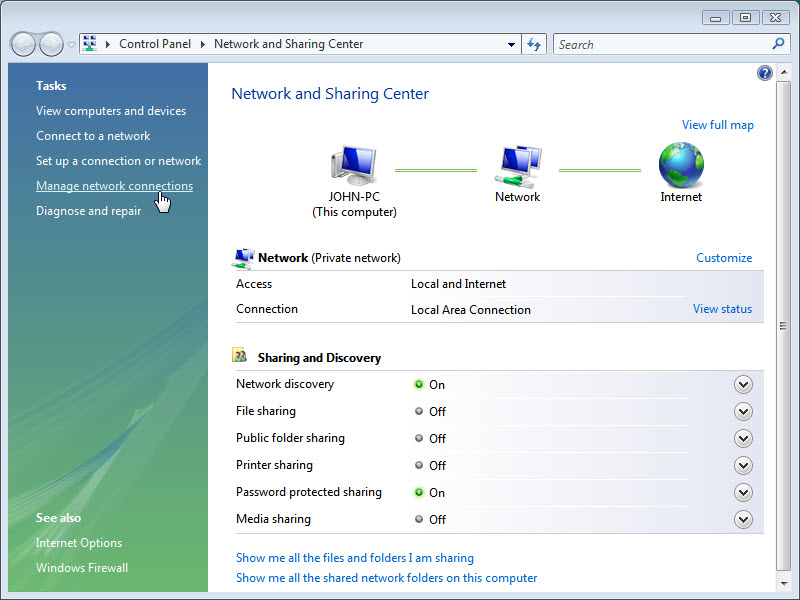 Control Panel Network and Sharing Center Search
Tasks
View computers and devices
Connect to a network
Set up a connection or network
Manage network connections
Diagnose and repair
See also
Internet Options
Windows Firewall
Network and Sharing Center
View full map
JOHN-PC
(This computer)
Network
Internet
Network (Private network) Customize
Access Local and Internet
Connection Local Area Connection View status
Sharing and Discovery
Network discovery On
File sharing Off
Public folder sharing Off
Printer sharing Off
Password protected sharing On
Media sharing Off
Show me all the files and folders I am sharing
Show me all the shared network folders on this computer